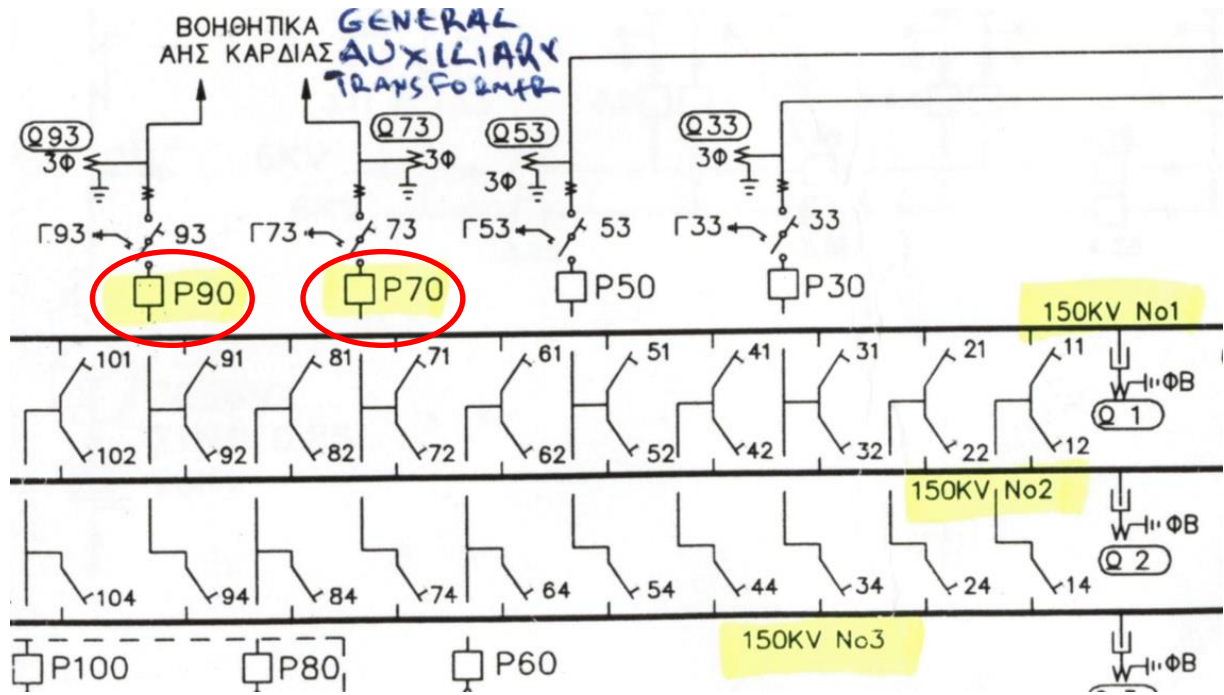 ΒΟΗΘΗΤΙΚΑ GENERAL
ΑΗΣ ΚΑΡΔΙΑΣ AUXILIARY
TRANSFORMER
Q93 Q73 Q53 Q33
3Φ 3Φ 3Φ 3Φ
Γ93 93 Γ73 73 Γ53 53 Γ33 33
P90 P70 P50 P30
150KV No1
101 91 81 71 61 51 41 31 21 11
ΦΒ
Q 1
102 92 82 72 62 52 42 32 22 12
150KV No2
ΦΒ
Q 2
104 94 84 74 64 54 44 34 24 14
150KV No3
P100 P80 P60
ΦΒ